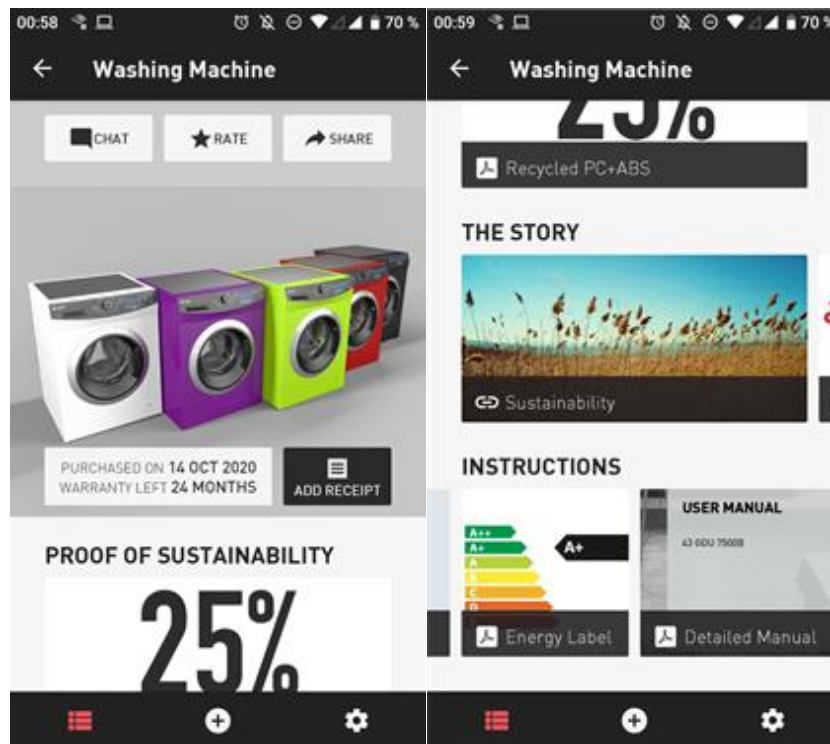 00:58
70 %
Washing Machine
CHAT
RATE
SHARE
PURCHASED ON 14 OCT 2020
WARRANTY LEFT 24 MONTHS
ADD RECEIPT
PROOF OF SUSTAINABILITY
25%
00:59
70 %
Washing Machine
25%
Recycled PC+ABS
THE STORY
Sustainability
INSTRUCTIONS
A++
A+
A
B
C
D
A+
Energy Label
USER MANUAL
Detailed Manual